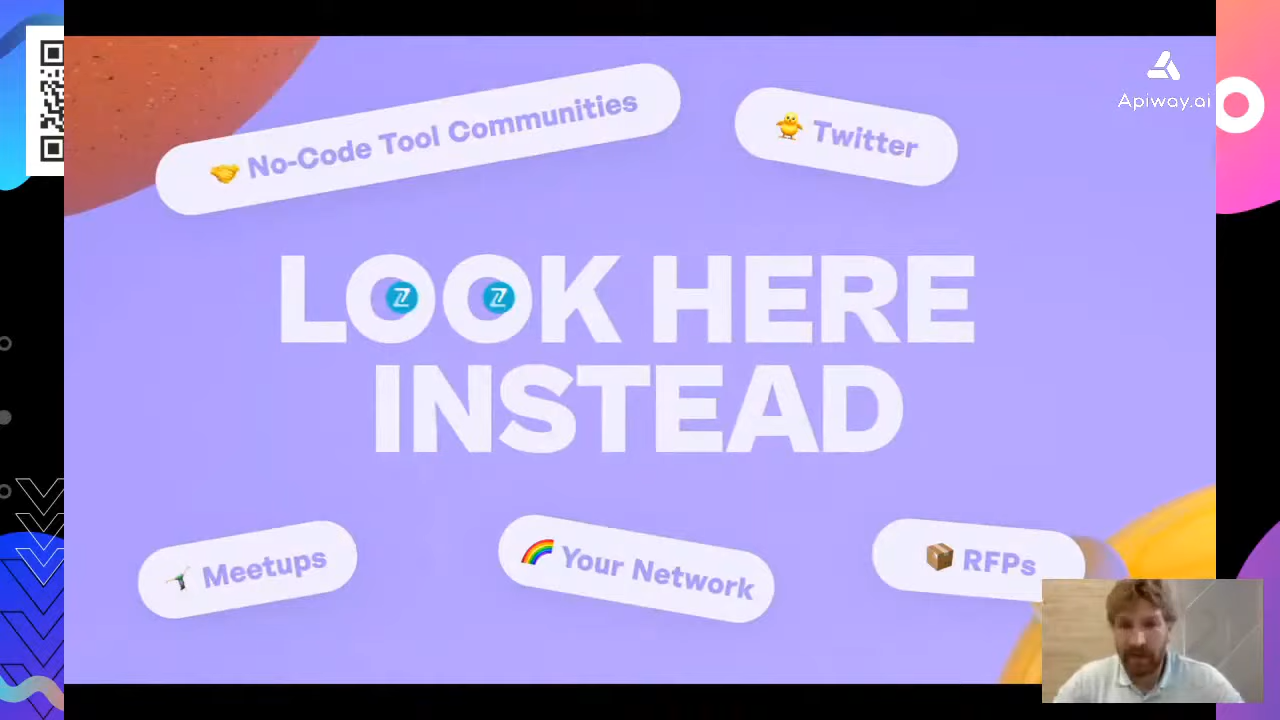 No-Code Tool Communities
Twitter
Apiway.ai
LOOK HERE
INSTEAD
Meetups
Your Network
RFPs